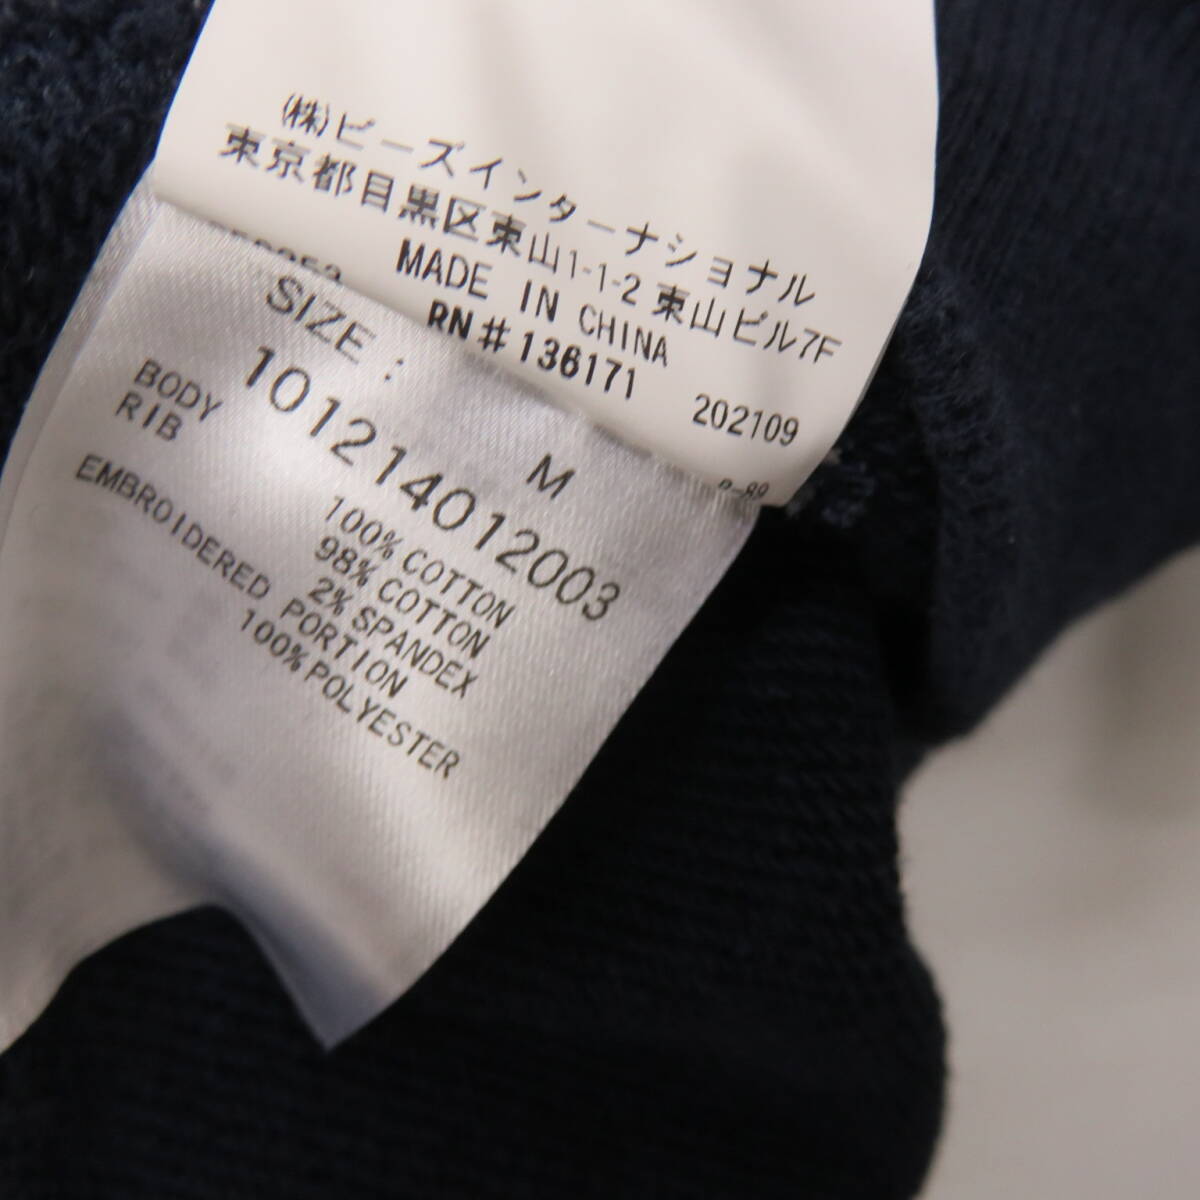 (株)ビーズインターナショナル
東京都目黒区東山1-1-2 東山ビル7F
MADE IN CHINA
RN#136171
202109
SIZE : M
101214012003
BODY 100% COTTON
RIB 98% COTTON
2% SPANDEX
EMBROIDERED PORTION
100% POLYESTER